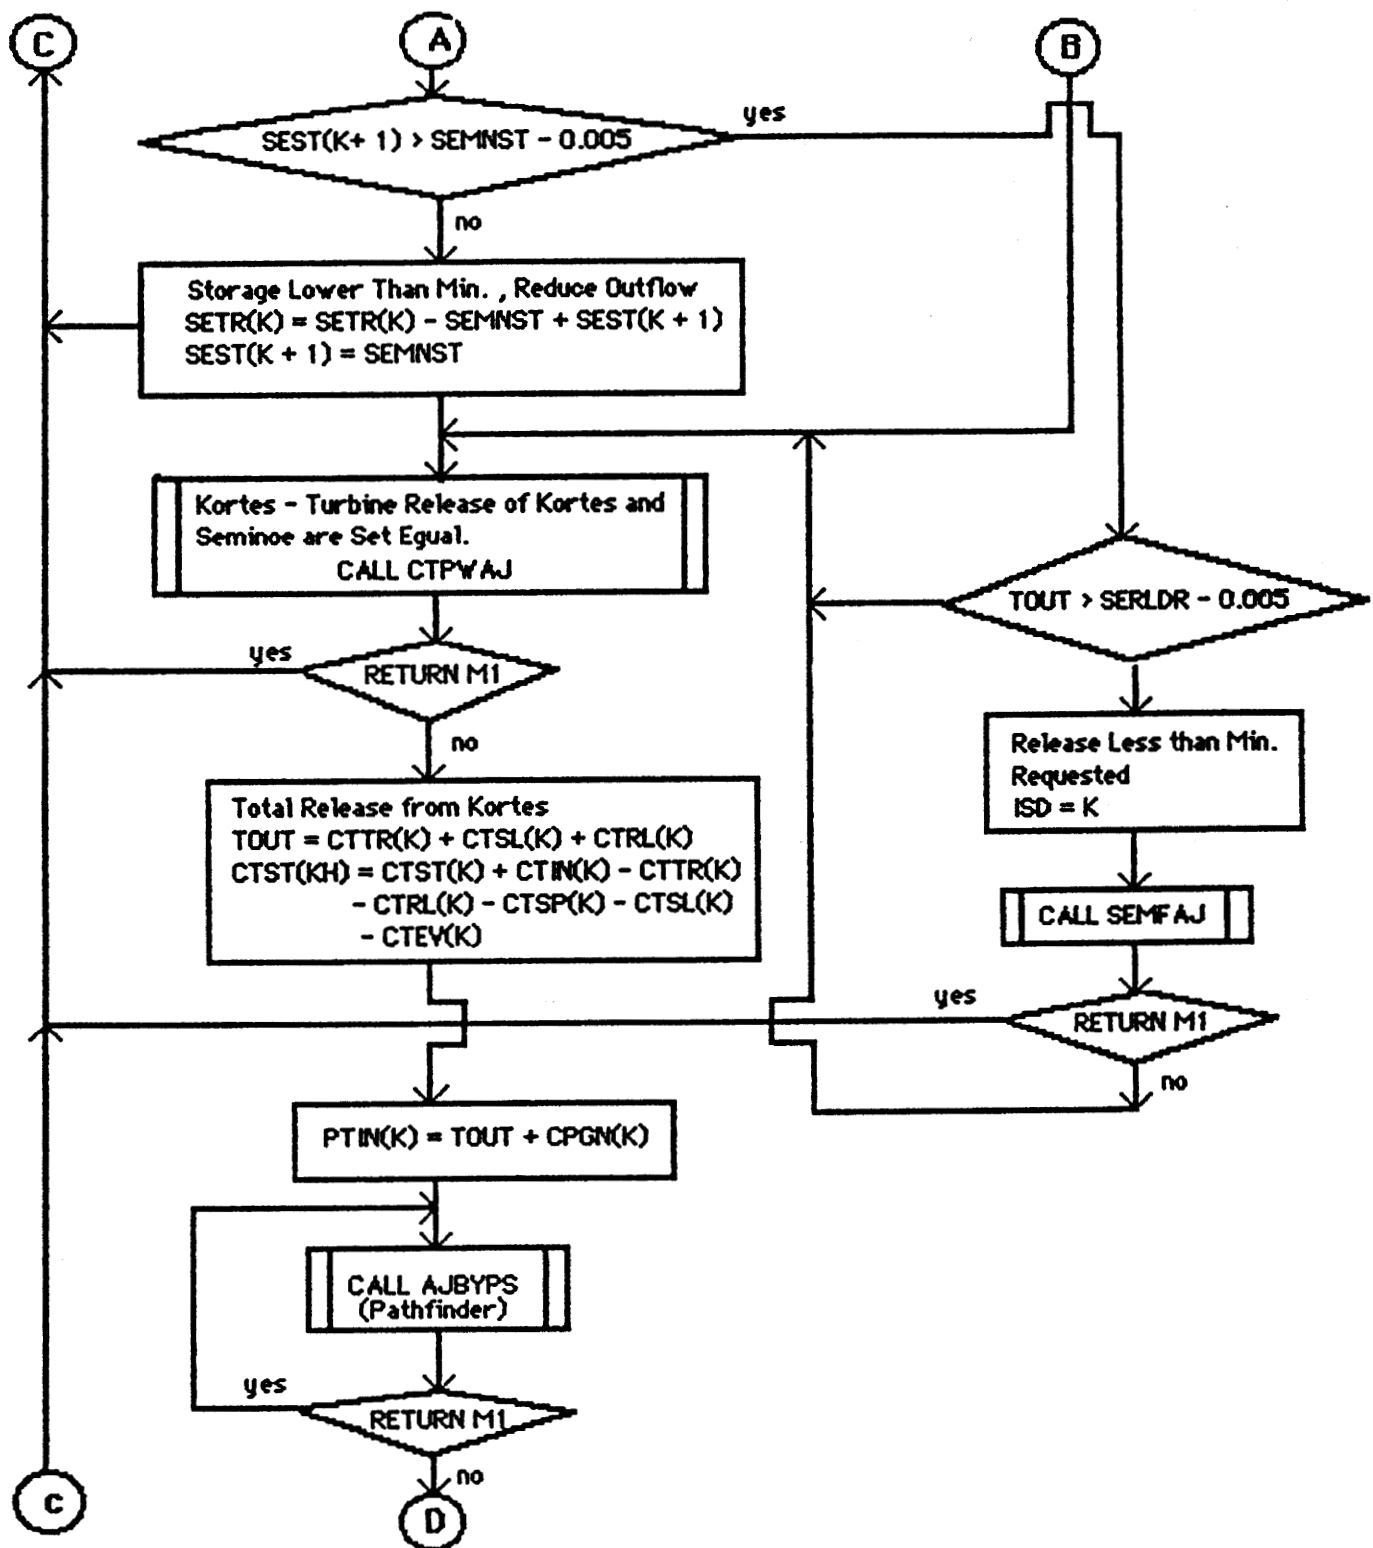 C
A
B
SEST(K+ 1) > SEMNST - 0.005
yes
no
Storage Lower Than Min. , Reduce Outflow
SETR(K) = SETR(K) - SEMNST + SEST(K + 1)
SEST(K + 1) = SEMNST
Kortes - Turbine Release of Kortes and
Seminoe are Set Egual.
CALL CTPWAJ
TOUT > SERLDR - 0.005
yes
RETURN M1
no
Release Less than Min.
Requested
ISD = K
Total Release from Kortes
TOUT = CTTR(K) + CTSL(K) + CTRL(K)
CTST(KH) = CTST(K) + CTIN(K) - CTTR(K)
- CTRL(K) - CTSP(K) - CTSL(K)
- CTEV(K)
CALL SEMFAJ
yes
RETURN M1
no
PTIN(K) = TOUT + CPGN(K)
CALL AJBYPS
(Pathfinder)
yes
RETURN M1
no
c
D